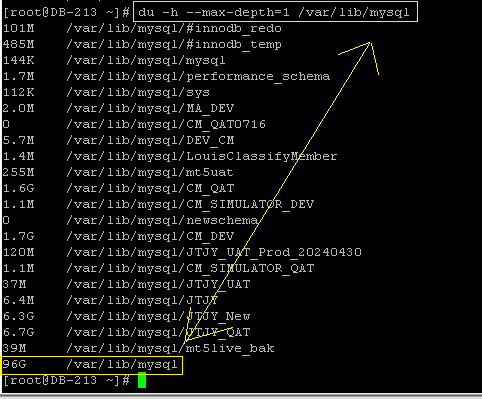 [root@DB-213 ~]# du -h --max-depth=1 /var/lib/mysql
101M /var/lib/mysql/#innodb_redo
485M /var/lib/mysql/#innodb_temp
144K /var/lib/mysql/mysql
1.7M /var/lib/mysql/performance_schema
112K /var/lib/mysql/sys
2.0M /var/lib/mysql/MA_DEV
0 /var/lib/mysql/CM_QAT0716
5.7M /var/lib/mysql/DEV_CM
1.4M /var/lib/mysql/LouisClassifyMember
255M /var/lib/mysql/mt5uat
1.6G /var/lib/mysql/CM_QAT
1.1M /var/lib/mysql/CM_SIMULATOR_DEV
0 /var/lib/mysql/newschema
1.7G /var/lib/mysql/CM_DEV
120M /var/lib/mysql/JTJY_UAT_Prod_20240430
1.1M /var/lib/mysql/CM_SIMULATOR_QAT
37M /var/lib/mysql/JTJY_UAT
6.4M /var/lib/mysql/JTJY
6.3G /var/lib/mysql/JTJY_New
6.7G /var/lib/mysql/JTJY_QAT
39M /var/lib/mysql/mt5live_bak
96G /var/lib/mysql
[root@DB-213 ~]#